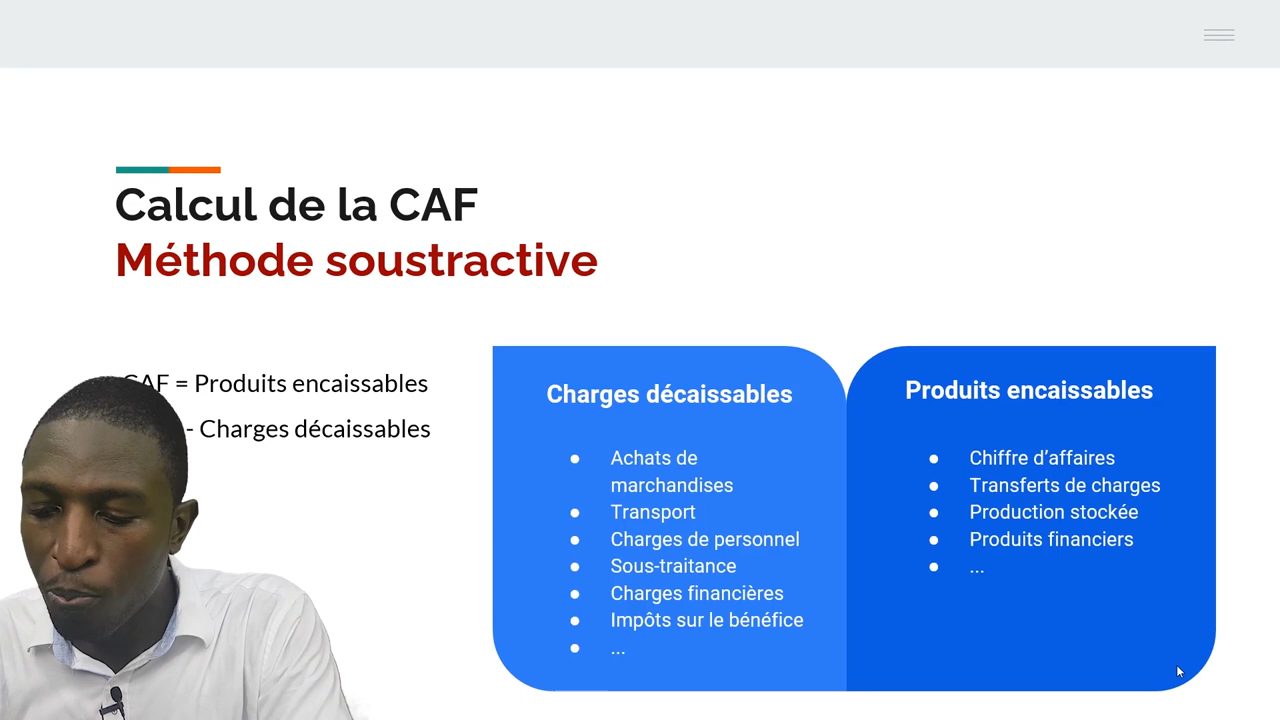 Calcul de la CAF
Méthode soustractive
CAF = Produits encaissables
- Charges décaissables
Charges décaissables
● Achats de
marchandises
● Transport
● Charges de personnel
● Sous-traitance
● Charges financières
● Impôts sur le bénéfice
● ...
Produits encaissables
● Chiffre d’affaires
● Transferts de charges
● Production stockée
● Produits financiers
● ...